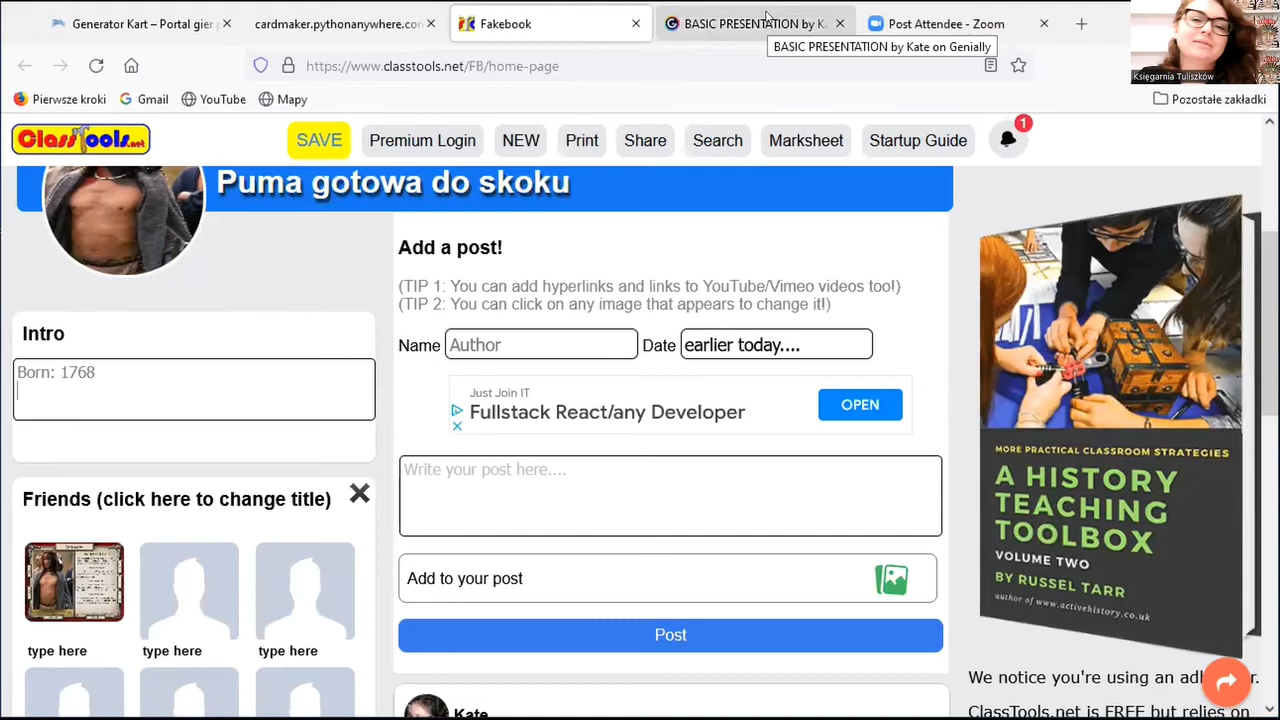 Generator Kart – Portal gier
cardmaker.pythonanywhere.con
Fakebook
BASIC PRESENTATION by K
Post Attendee - Zoom
BASIC PRESENTATION by Kate on Genially
Księgarnia Tuliszków
https://www.classtools.net/FB/home-page
Pierwsze kroki
Gmail
YouTube
Mapy
Pozostałe zakładki
ClassTools.net
SAVE
Premium Login
NEW
Print
Share
Search
Marksheet
Startup Guide
1
Puma gotowa do skoku
Add a post!
(TIP 1: You can add hyperlinks and links to YouTube/Vimeo videos too!)
(TIP 2: You can click on any image that appears to change it!)
Name Author Date earlier today....
Intro
Born: 1768
Just Join IT
Fullstack React/any Developer
OPEN
Write your post here....
Friends (click here to change title)
type here
type here
type here
Add to your post
Post
Kate
MORE PRACTICAL CLASSROOM STRATEGIES
A HISTORY
TEACHING
TOOLBOX
VOLUME TWO
BY RUSSEL TARR
author of www.activehistory.co.uk
We notice you're using an
ClassTools.net is FREE but relies on